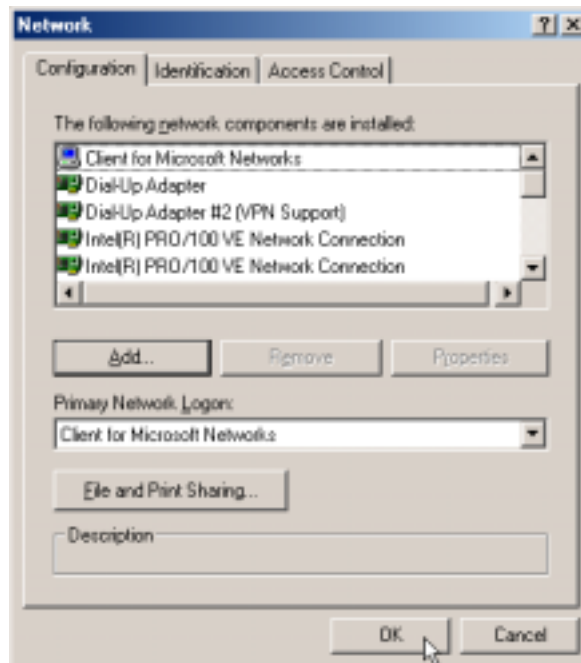 Network
Configuration Identification Access Control
The following network components are installed:
Client for Microsoft Networks
Dial-Up Adapter
Dial-Up Adapter #2 (VPN Support)
Intel(R) PRO/100 VE Network Connection
Intel(R) PRO/100 VE Network Connection
Add... Remove Properties
Primary Network Logon:
Client for Microsoft Networks
File and Print Sharing...
Description
OK Cancel